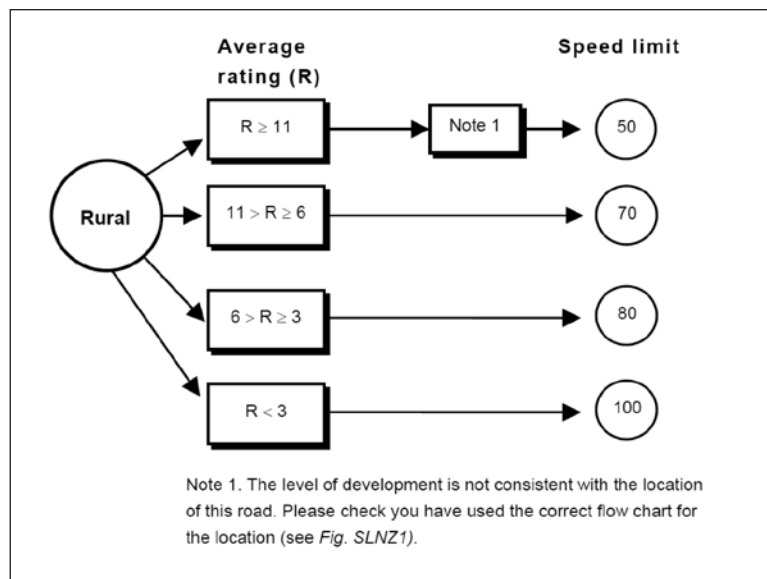 Average
rating (R)
Speed limit
R ≥ 11
Note 1
50
Rural
11 > R ≥ 6
70
6 > R ≥ 3
80
R < 3
100
Note 1. The level of development is not consistent with the location
of this road. Please check you have used the correct flow chart for
the location (see Fig. SLNZ1).